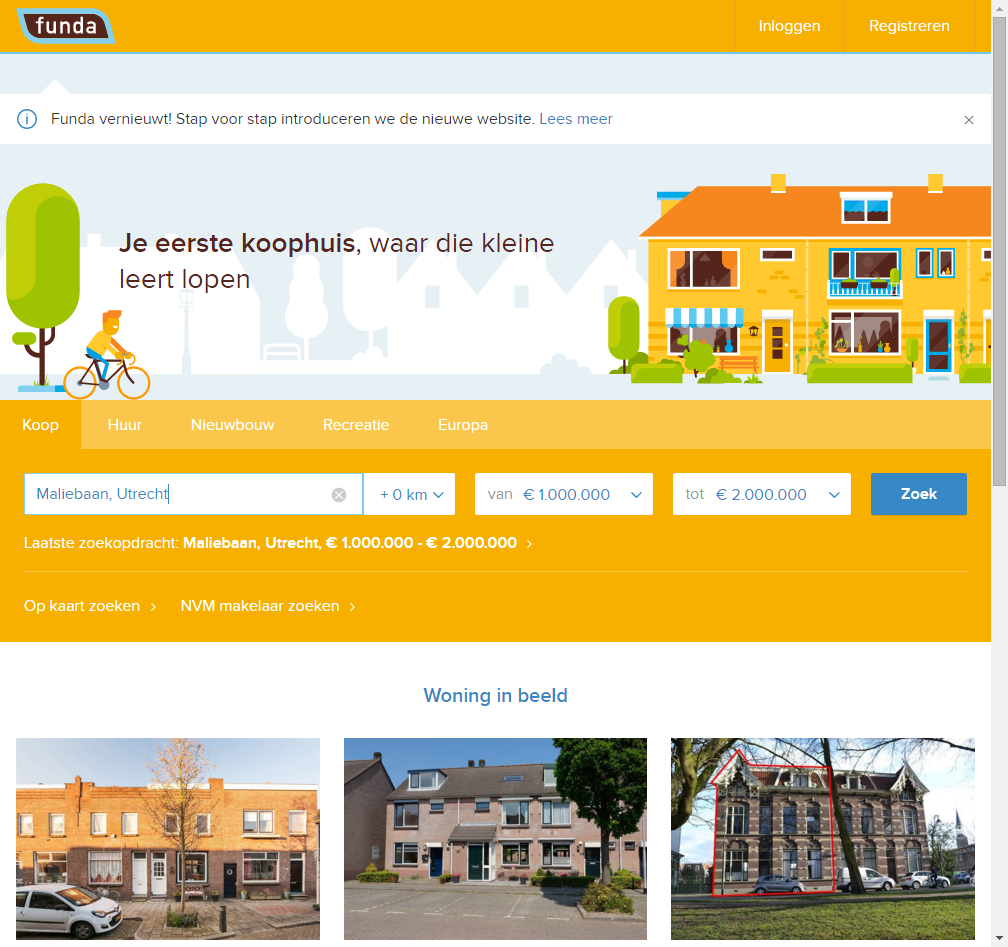 funda
Inloggen
Registreren
Funda vernieuwt! Stap voor stap introduceren we de nieuwe website. Lees meer
Je eerste koophuis, waar die kleine
leert lopen
Koop
Huur
Nieuwbouw
Recreatie
Europa
Maliebaan, Utrecht
+ 0 km
van € 1.000.000
tot € 2.000.000
Zoek
Laatste zoekopdracht: Maliebaan, Utrecht, € 1.000.000 - € 2.000.000 ›
Op kaart zoeken ›
NVM makelaar zoeken ›
Woning in beeld